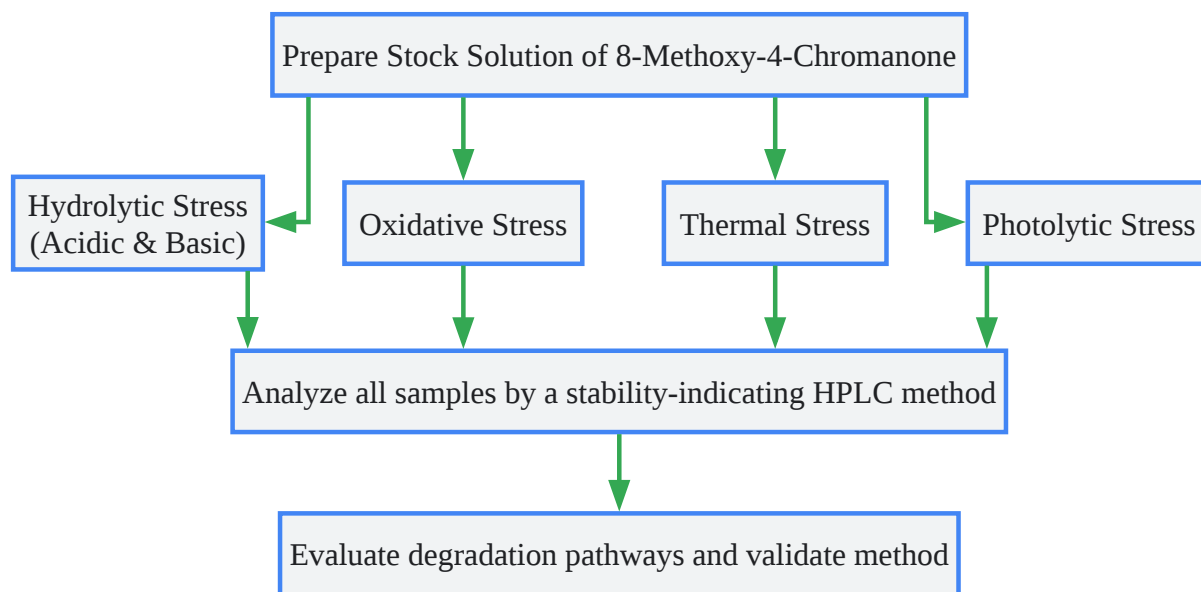 Prepare Stock Solution of 8-Methoxy-4-Chromanone
Hydrolytic Stress
(Acidic & Basic)
Oxidative Stress
Thermal Stress
Photolytic Stress
Analyze all samples by a stability-indicating HPLC method
Evaluate degradation pathways and validate method